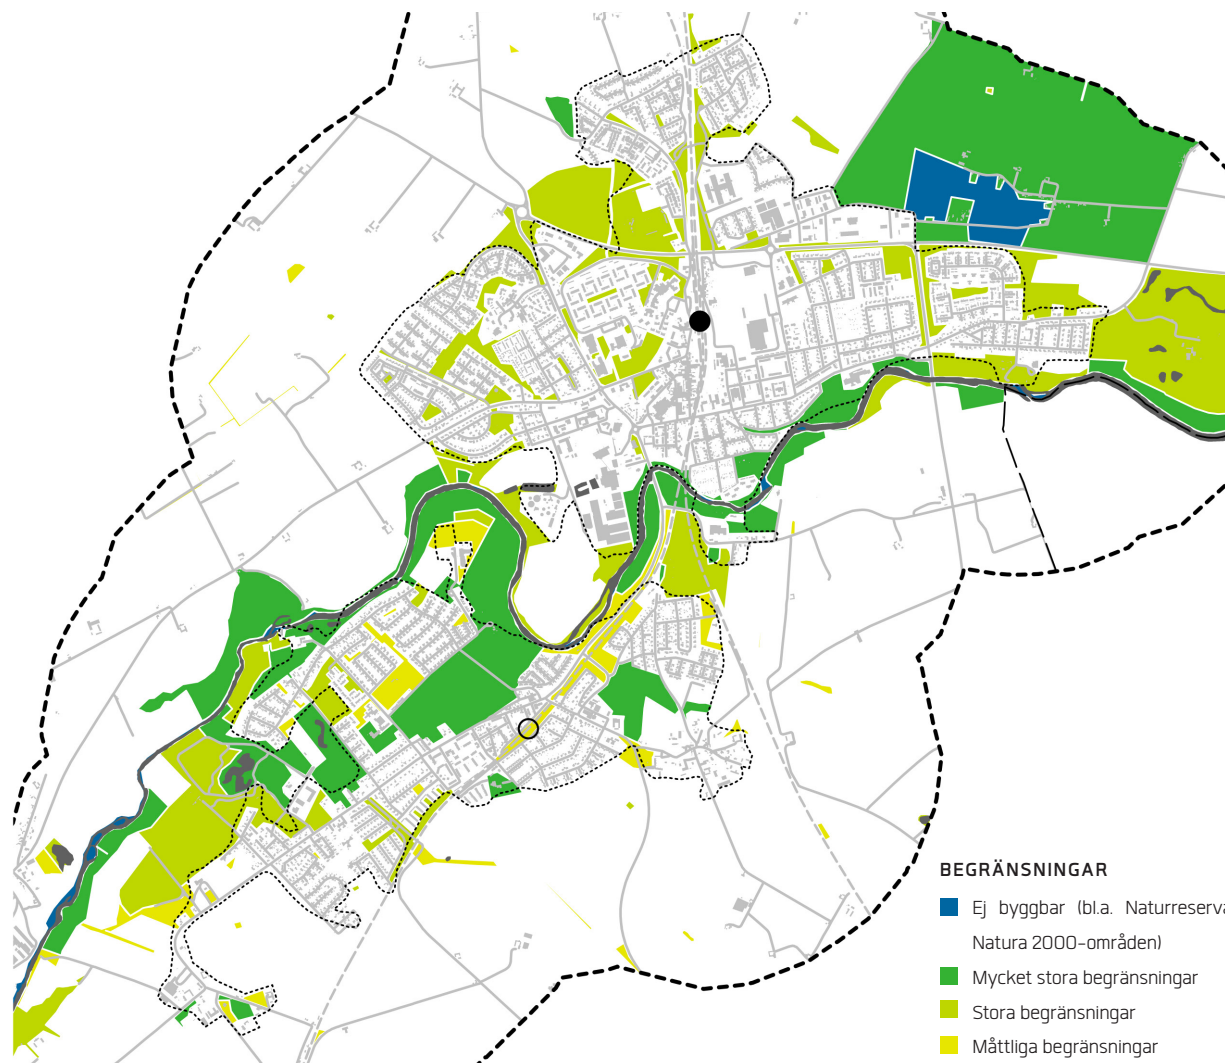 BEGRÄNSNINGAR
Ej byggbar (bl.a. Naturreserva
Natura 2000-områden)
Mycket stora begränsningar
Stora begränsningar
Måttliga begränsningar